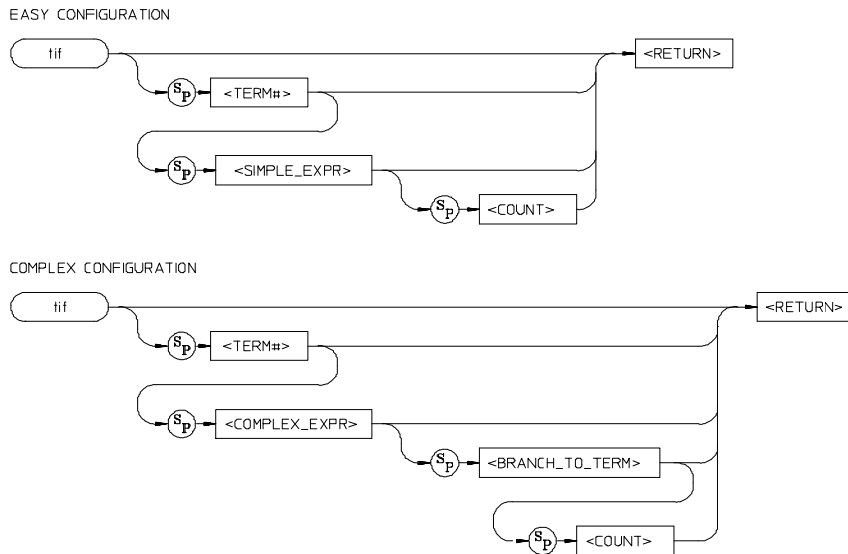 EASY CONFIGURATION
tif
<RETURN>
Sp
<TERM#>
Sp
<SIMPLE_EXPR>
Sp
<COUNT>
COMPLEX CONFIGURATION
tif
<RETURN>
Sp
<TERM#>
Sp
<COMPLEX_EXPR>
Sp
<BRANCH_TO_TERM>
Sp
<COUNT>